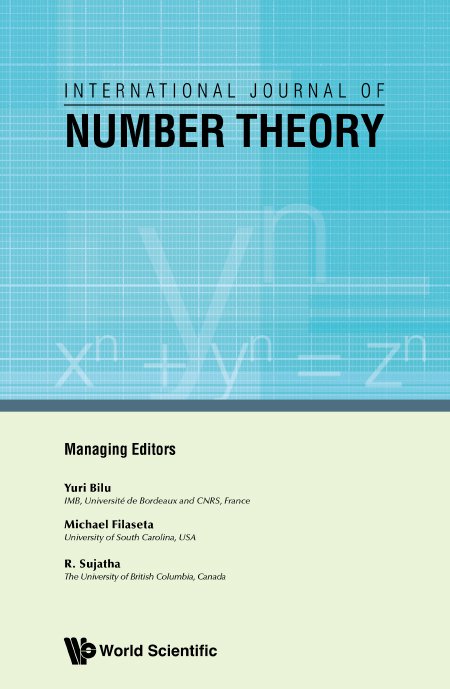 INTERNATIONAL JOURNAL OF
NUMBER THEORY
yⁿ =
xⁿ + yⁿ = zⁿ
Managing Editors
Yuri Bilu
IMB, Université de Bordeaux and CNRS, France
Michael Filaseta
University of South Carolina, USA
R. Sujatha
The University of British Columbia, Canada
World Scientific